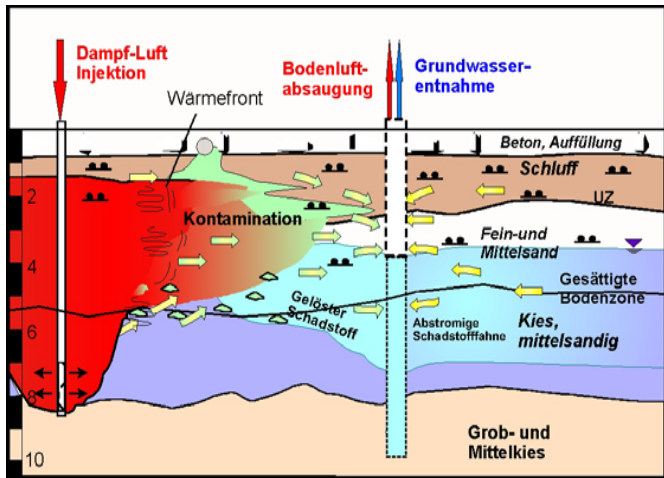 Dampf-Luft
Injektion
Bodenluft-
absaugung
Grundwasser-
entnahme
Wärmefront
Beton, Auffüllung
Schluff
2
UZ
Kontamination
Fein-und
Mittelsand
4
Gesättigte
Bodenzone
Gelöster
Schadstoff
Abstromige
Schadstofffahne
Kies,
mittelsandig
6
8
Grob- und
Mittelkies
10